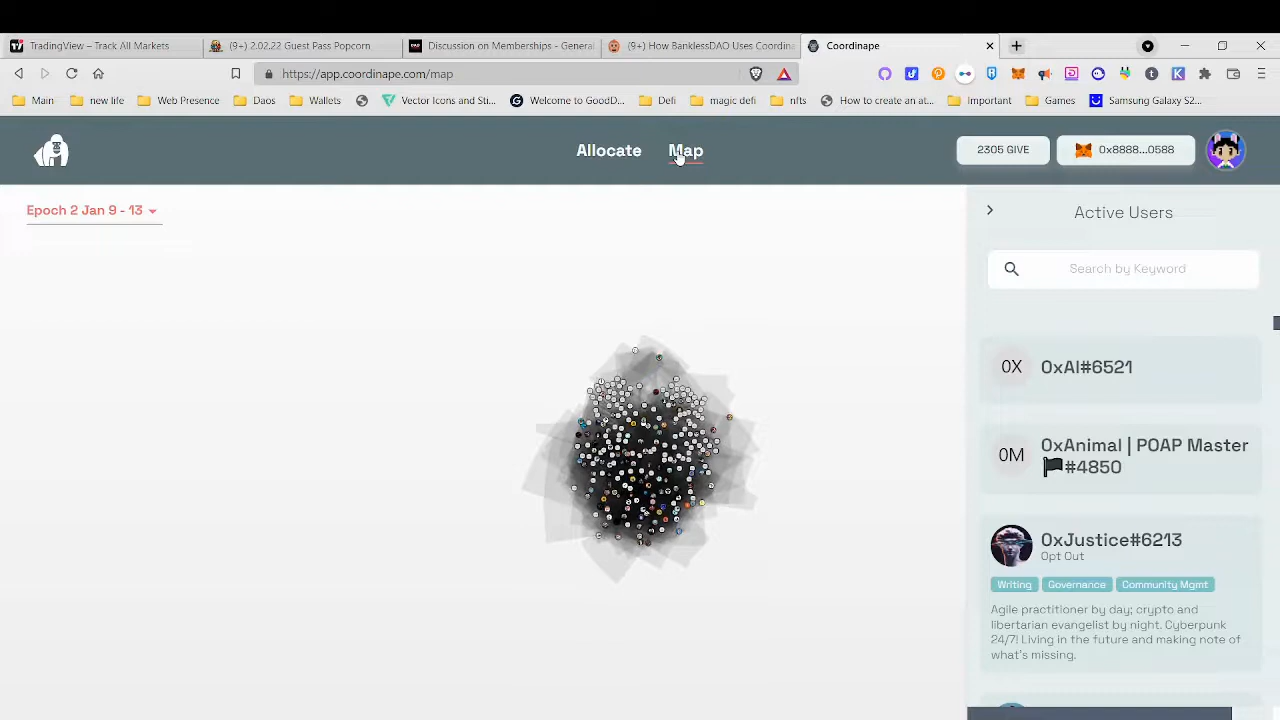 TradingView – Track All Markets
(9+) 2.02.22 Guest Pass Popcorn
Discussion on Memberships - General
(9+) How BanklessDAO Uses Coordina
Coordinape
https://app.coordinape.com/map
Main
new life
Web Presence
Daos
Wallets
Vector Icons and Sti...
Welcome to GoodD...
Defi
magic defi
nfts
How to create an at...
Important
Games
Samsung Galaxy S2...
Allocate
Map
2305 GIVE
0x8888...0588
Epoch 2 Jan 9 - 13
Active Users
Search by Keyword
0X
0xAl#6521
0M
0xAnimal | POAP Master
#4850
0xJustice#6213
Opt Out
Writing
Governance
Community Mgmt
Agile practitioner by day; crypto and
libertarian evangelist by night. Cyberpunk
24/7! Living in the future and making note of
what's missing.